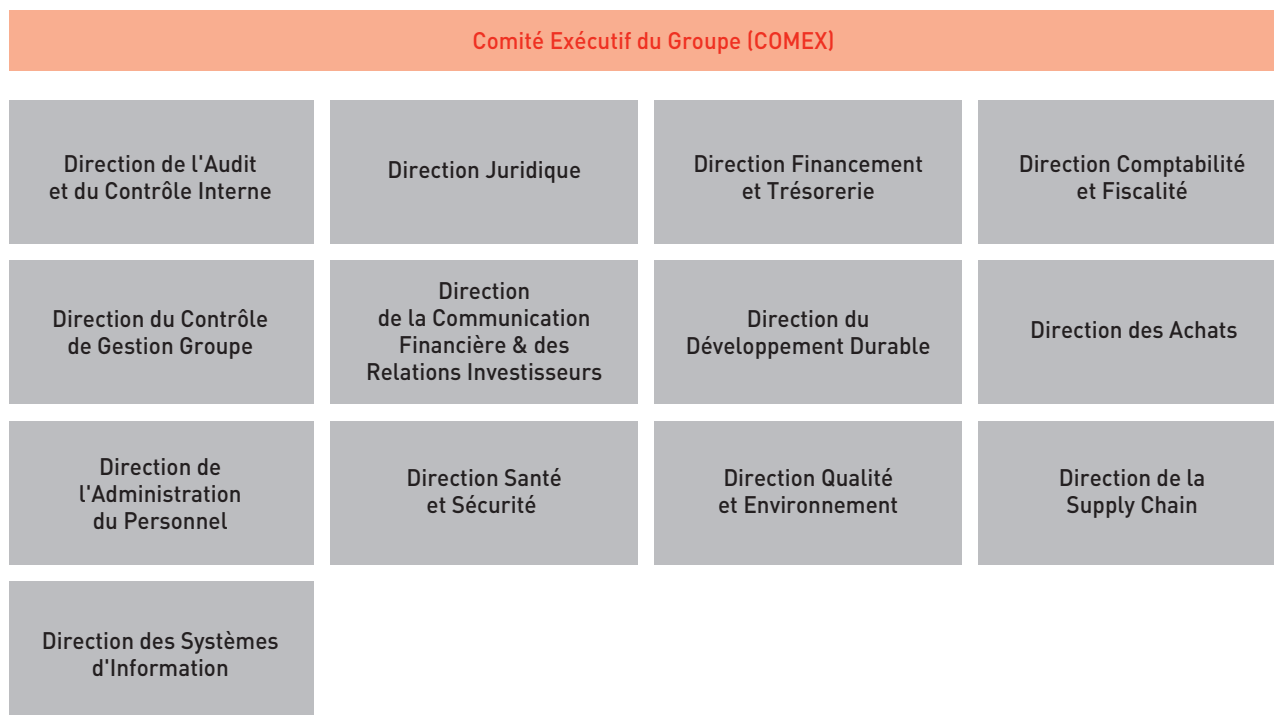 Comité Exécutif du Groupe (COMEX)
Direction de l'Audit
et du Contrôle Interne
Direction Juridique
Direction Financement
et Trésorerie
Direction Comptabilité
et Fiscalité
Direction du Contrôle
de Gestion Groupe
Direction
de la Communication
Financière & des
Relations Investisseurs
Direction du
Développement Durable
Direction des Achats
Direction de
l'Administration
du Personnel
Direction Santé
et Sécurité
Direction Qualité
et Environnement
Direction de la
Supply Chain
Direction des Systèmes
d'Information